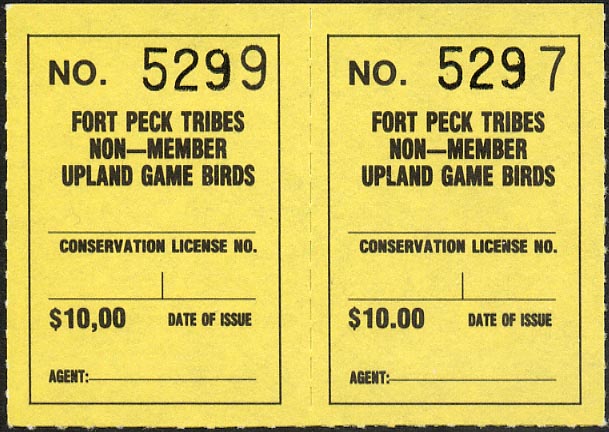 NO. 5299
FORT PECK TRIBES
NON—MEMBER
UPLAND GAME BIRDS
CONSERVATION LICENSE NO.
$10,00 DATE OF ISSUE
AGENT:
NO. 5297
FORT PECK TRIBES
NON—MEMBER
UPLAND GAME BIRDS
CONSERVATION LICENSE NO.
$10.00 DATE OF ISSUE
AGENT: